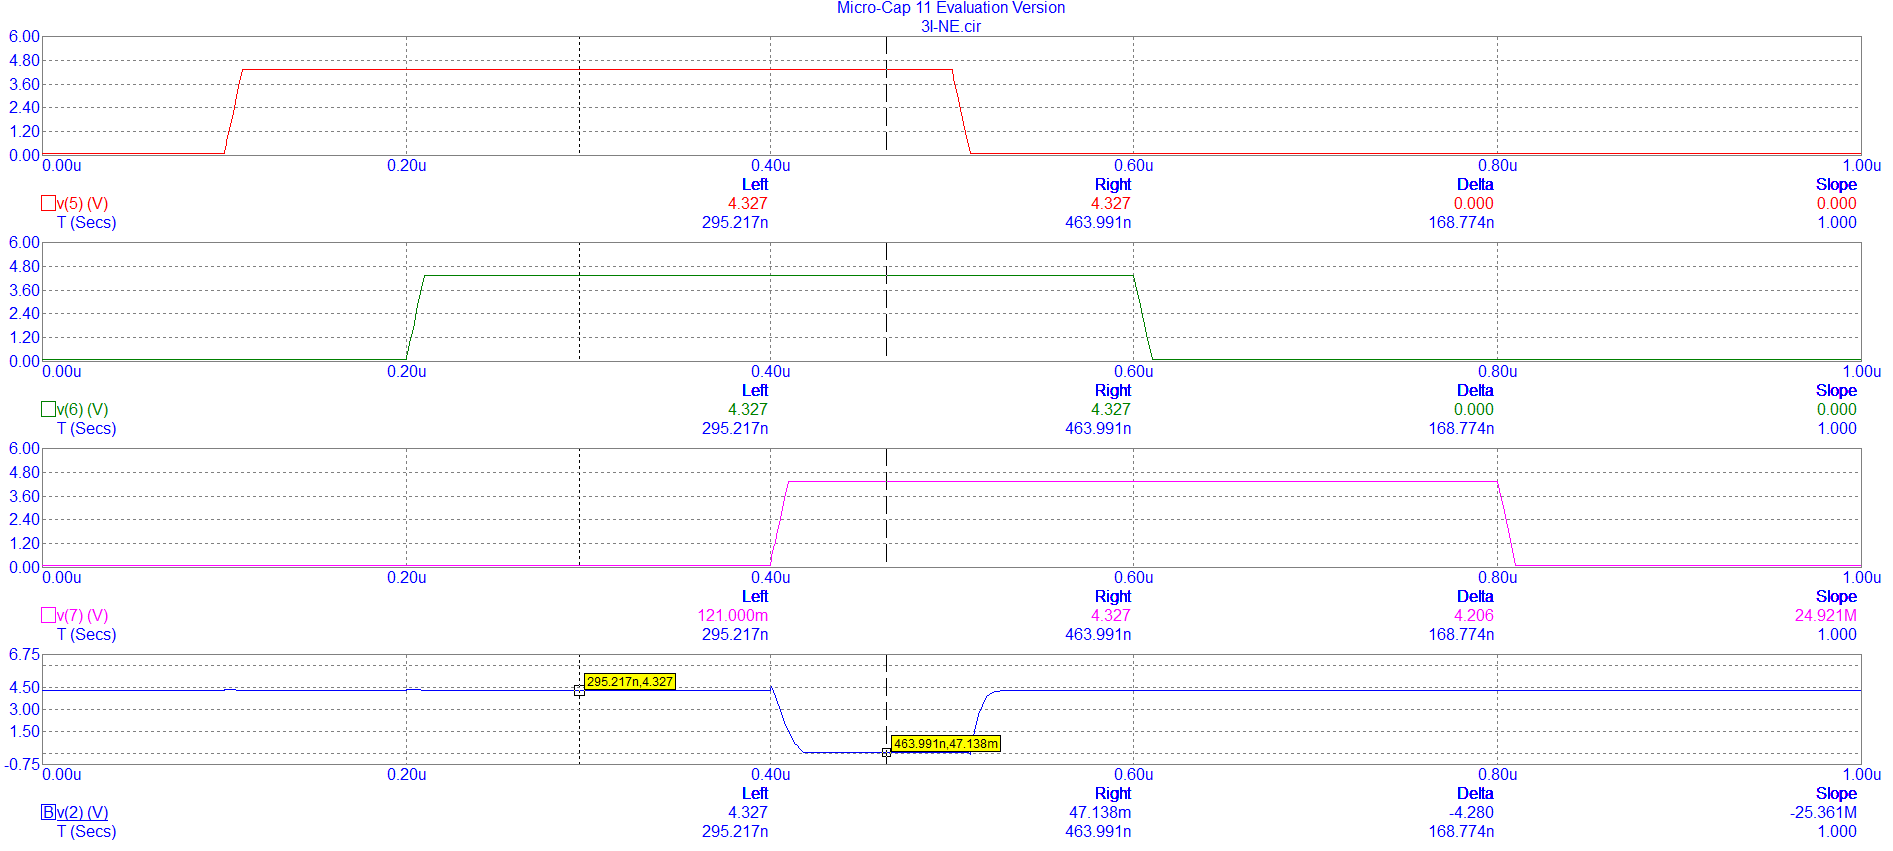 Micro-Cap 11 Evaluation Version
3I-NE.cir
6.00
4.80
3.60
2.40
1.20
0.00
0.00u 0.20u 0.40u 0.60u 0.80u 1.00u
Left Right Delta Slope
v(5) (V) 4.327 4.327 0.000 0.000
T (Secs) 295.217n 463.991n 168.774n 1.000
6.00
4.80
3.60
2.40
1.20
0.00
0.00u 0.20u 0.40u 0.60u 0.80u 1.00u
Left Right Delta Slope
v(6) (V) 4.327 4.327 0.000 0.000
T (Secs) 295.217n 463.991n 168.774n 1.000
6.00
4.80
3.60
2.40
1.20
0.00
0.00u 0.20u 0.40u 0.60u 0.80u 1.00u
Left Right Delta Slope
v(7) (V) 121.000m 4.327 4.206 24.921M
T (Secs) 295.217n 463.991n 168.774n 1.000
6.75
295.217n,4.327
4.50
3.00
1.50
463.991n,47.138m
-0.75
0.00u 0.20u 0.40u 0.60u 0.80u 1.00u
Left Right Delta Slope
B v(2) (V) 4.327 47.138m -4.280 -25.361M
T (Secs) 295.217n 463.991n 168.774n 1.000